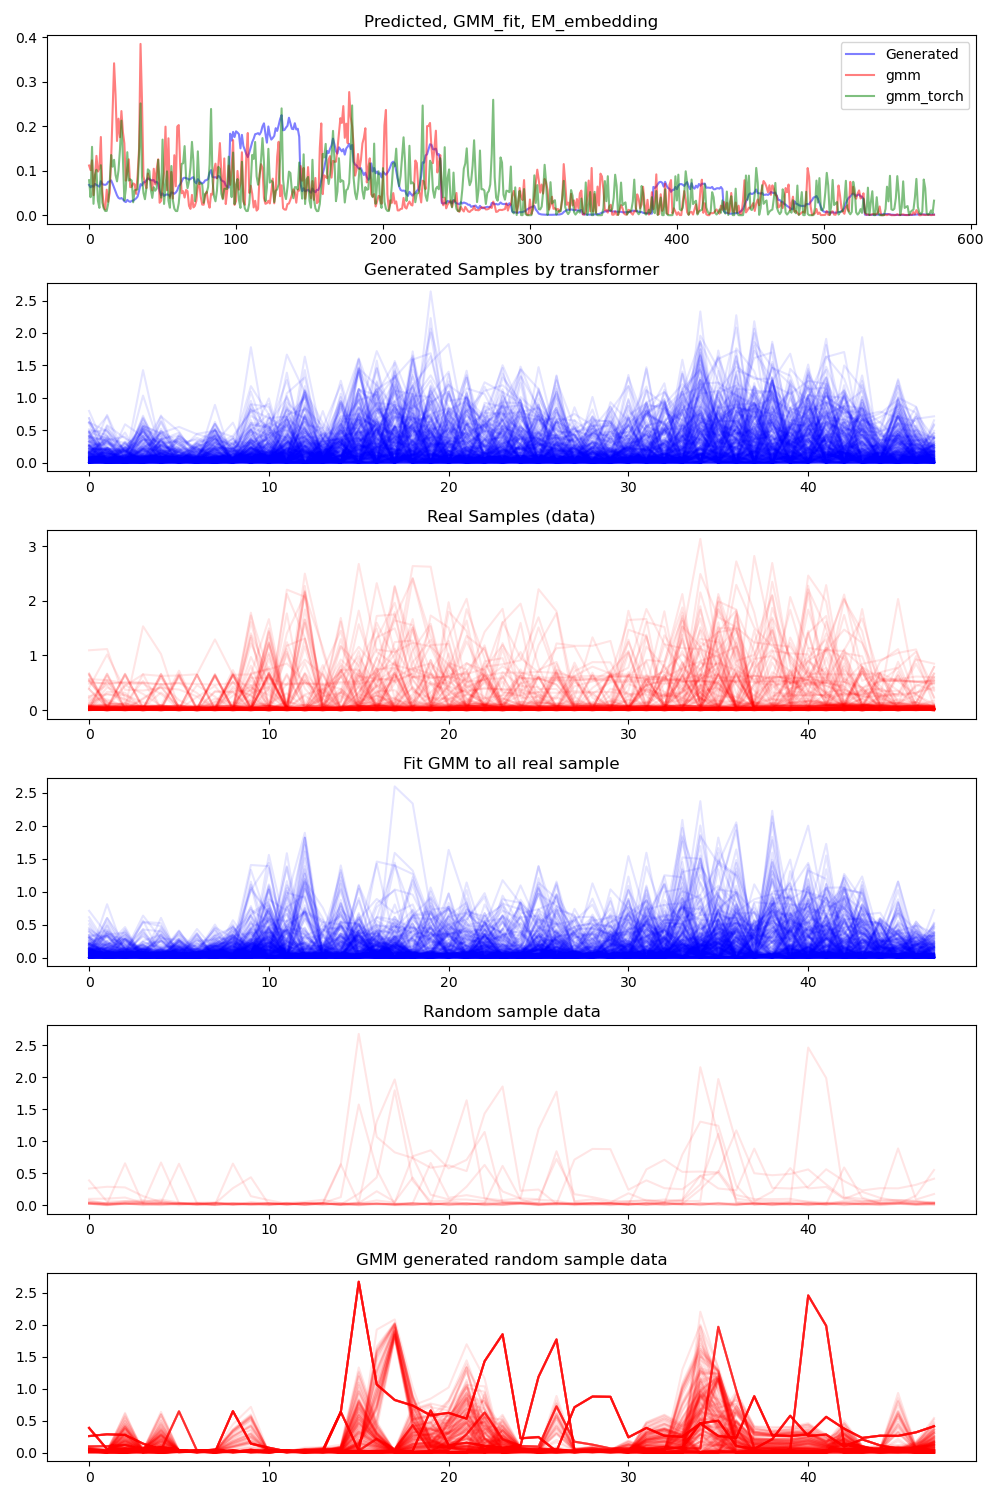 Predicted, GMM_fit, EM_embedding
0.4
0.3
0.2
0.1
0.0
Generated
gmm
gmm_torch
0 100 200 300 400 500 600
Generated Samples by transformer
2.5
2.0
1.5
1.0
0.5
0.0
0 10 20 30 40
Real Samples (data)
3
2
1
0
0 10 20 30 40
Fit GMM to all real sample
2.5
2.0
1.5
1.0
0.5
0.0
0 10 20 30 40
Random sample data
2.5
2.0
1.5
1.0
0.5
0.0
0 10 20 30 40
GMM generated random sample data
2.5
2.0
1.5
1.0
0.5
0.0
0 10 20 30 40